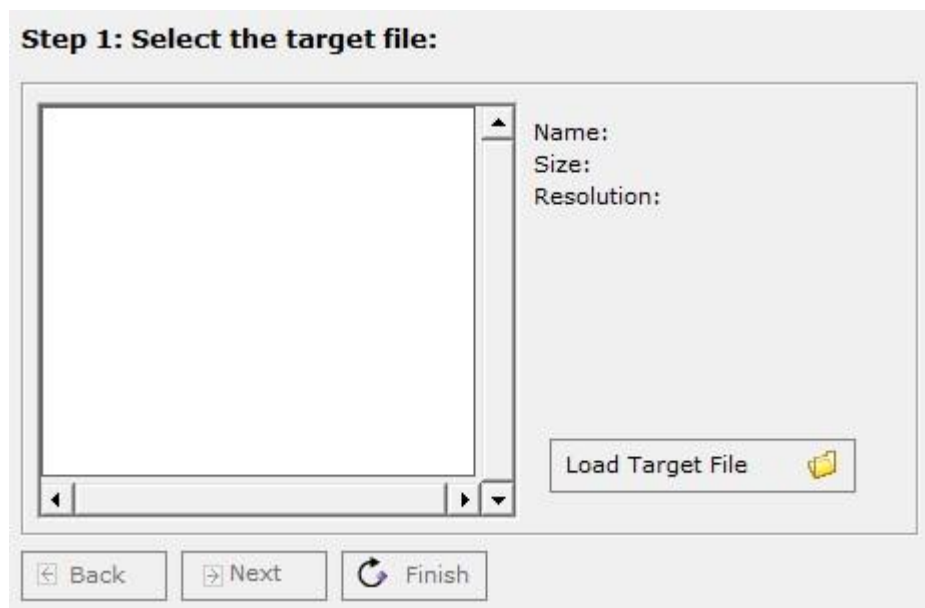 Step 1: Select the target file:
Name:
Size:
Resolution:
Load Target File
Back
Next
Finish